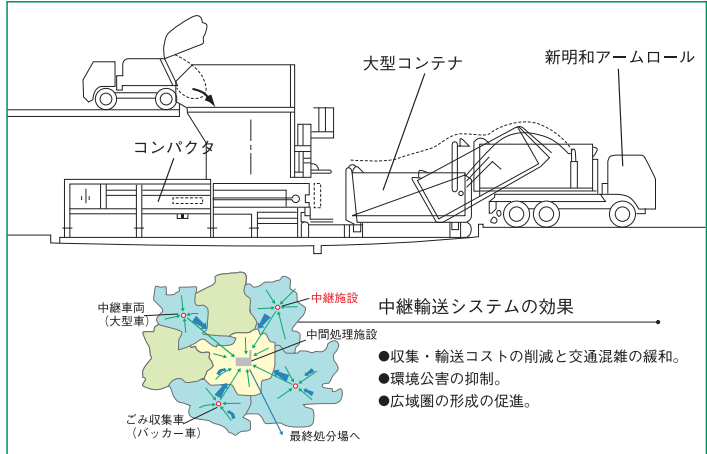 大型コンテナ
新明和アームロール
コンパクタ
中継車両
（大型車）
中継施設
中間処理施設
ごみ収集車
（パッカー車）
最終処分場へ
中継輸送システムの効果
●収集・輸送コストの削減と交通混雑の緩和。
●環境公害の抑制。
●広域圏の形成の促進。